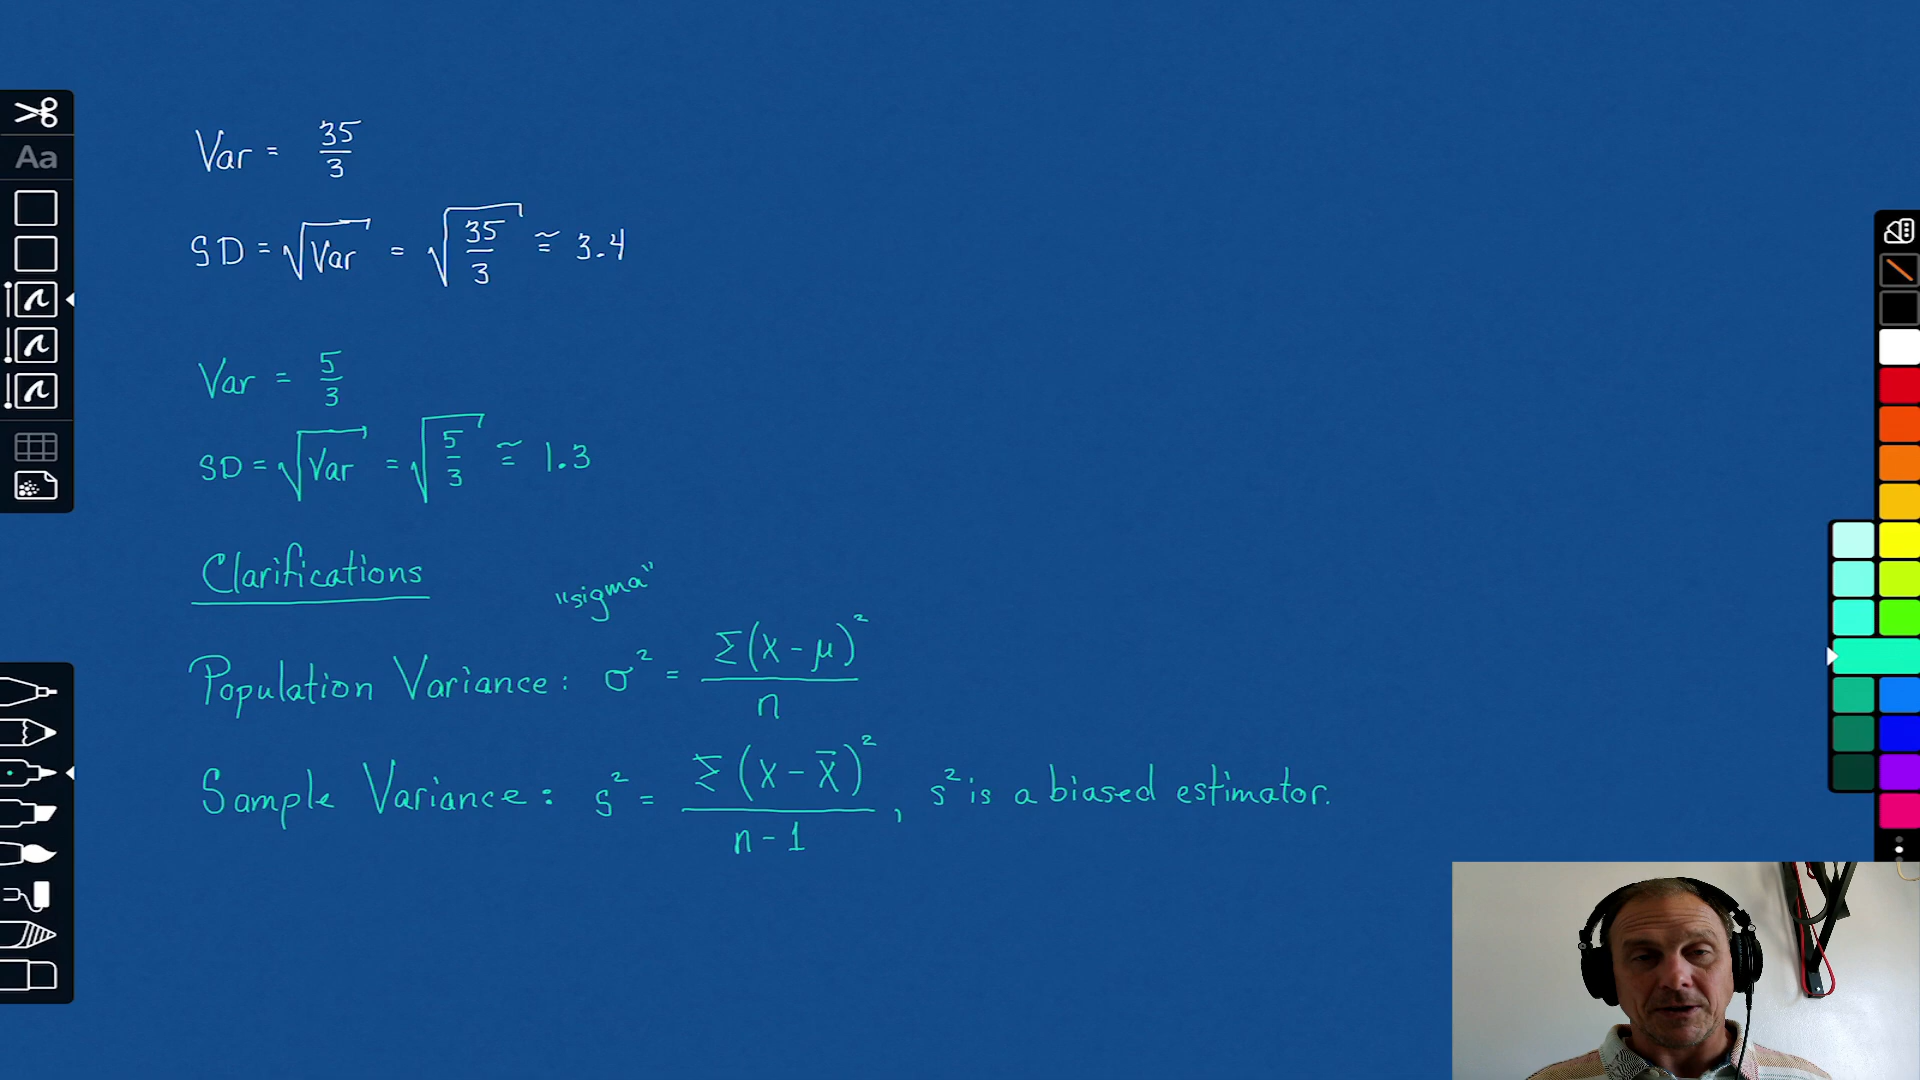 Aa
Var = 35/3
SD = √Var = √35/3 ≅ 3.4
Var = 5/3
SD = √Var = √5/3 ≅ 1.3
Clarifications
"sigma"
Population Variance: σ² = Σ(x - μ)² / n
Sample Variance: s² = Σ(x - x̄)² / n - 1 , s² is a biased estimator.